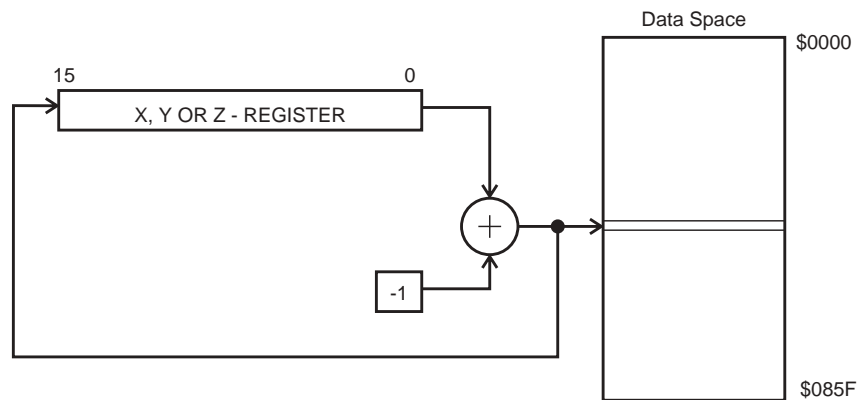 Data Space
$0000
15 0
X, Y OR Z - REGISTER
+
-1
$085F